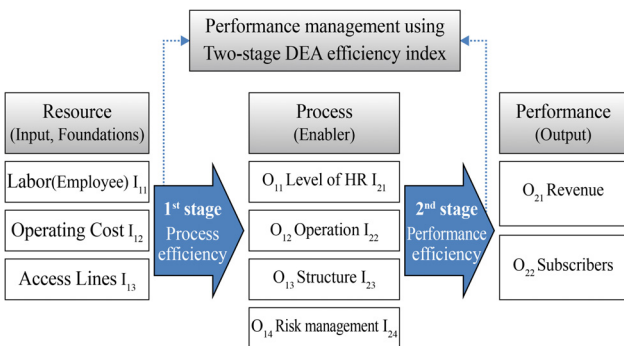 Performance management using
Two-stage DEA efficiency index
Resource
(Input, Foundations)
Labor(Employee) I₁₁
Operating Cost I₁₂
Access Lines I₁₃
1st stage
Process
efficiency
Process
(Enabler)
O₁₁ Level of HR I₂₁
O₁₂ Operation I₂₂
O₁₃ Structure I₂₃
O₁₄ Risk management I₂₄
2nd stage
Performance
efficiency
Performance
(Output)
O₂₁ Revenue
O₂₂ Subscribers